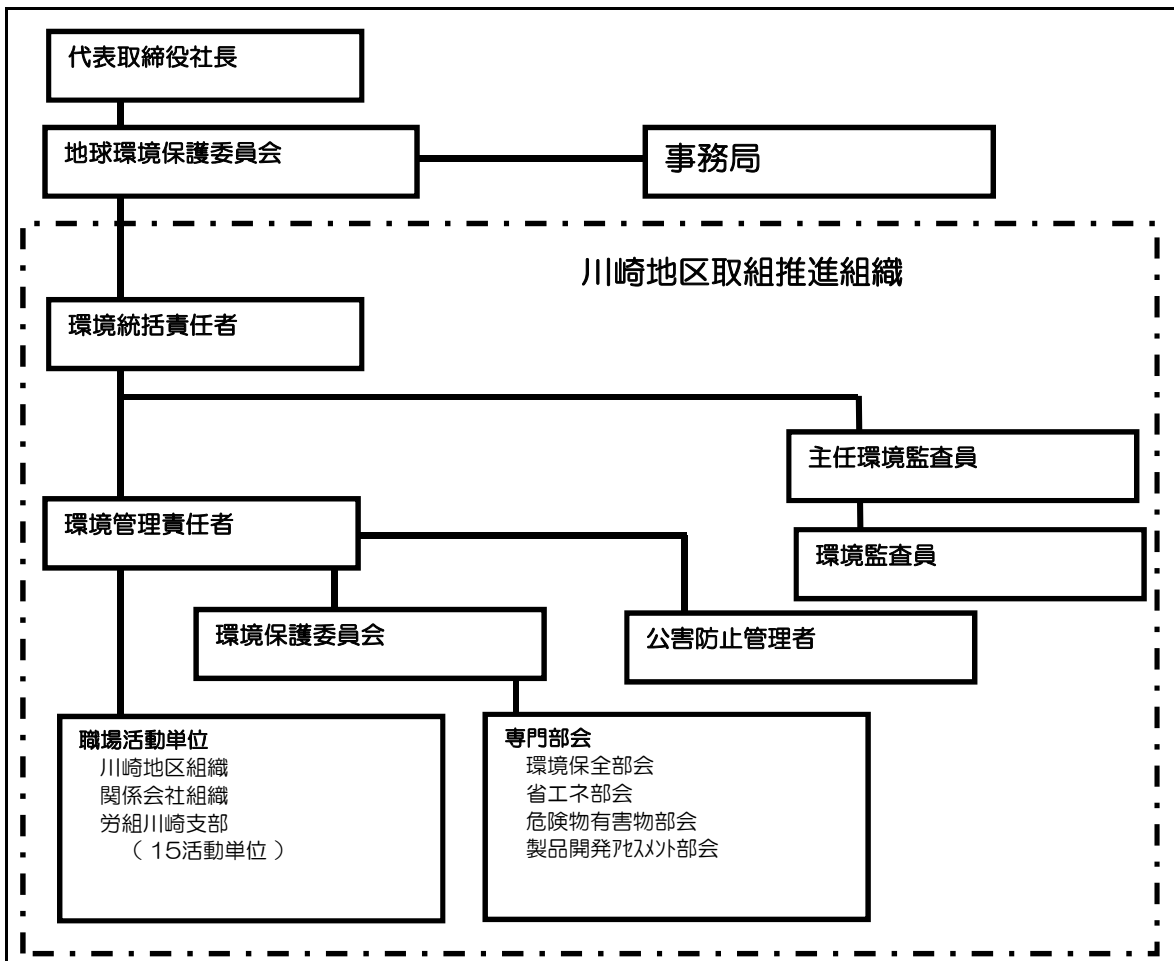 代表取締役社長
地球環境保護委員会
事務局
川崎地区取組推進組織
環境統括責任者
主任環境監査員
環境管理責任者
環境監査員
環境保護委員会
公害防止管理者
職場活動単位
川崎地区組織
関係会社組織
労組川崎支部
（ 15活動単位 ）
専門部会
環境保全部会
省エネ部会
危険物有害物部会
製品開発ｱｾｽﾒﾝﾄ部会